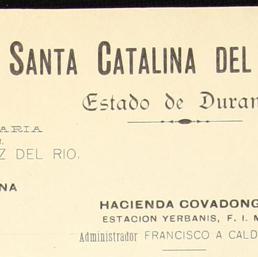 SANTA CATALINA DEL
Estado de Duran
ARIA
Z DEL RIO.
NA
HACIENDA COVADONG
ESTACION YERBANIS, F. I. M
Administrador FRANCISCO A CALD